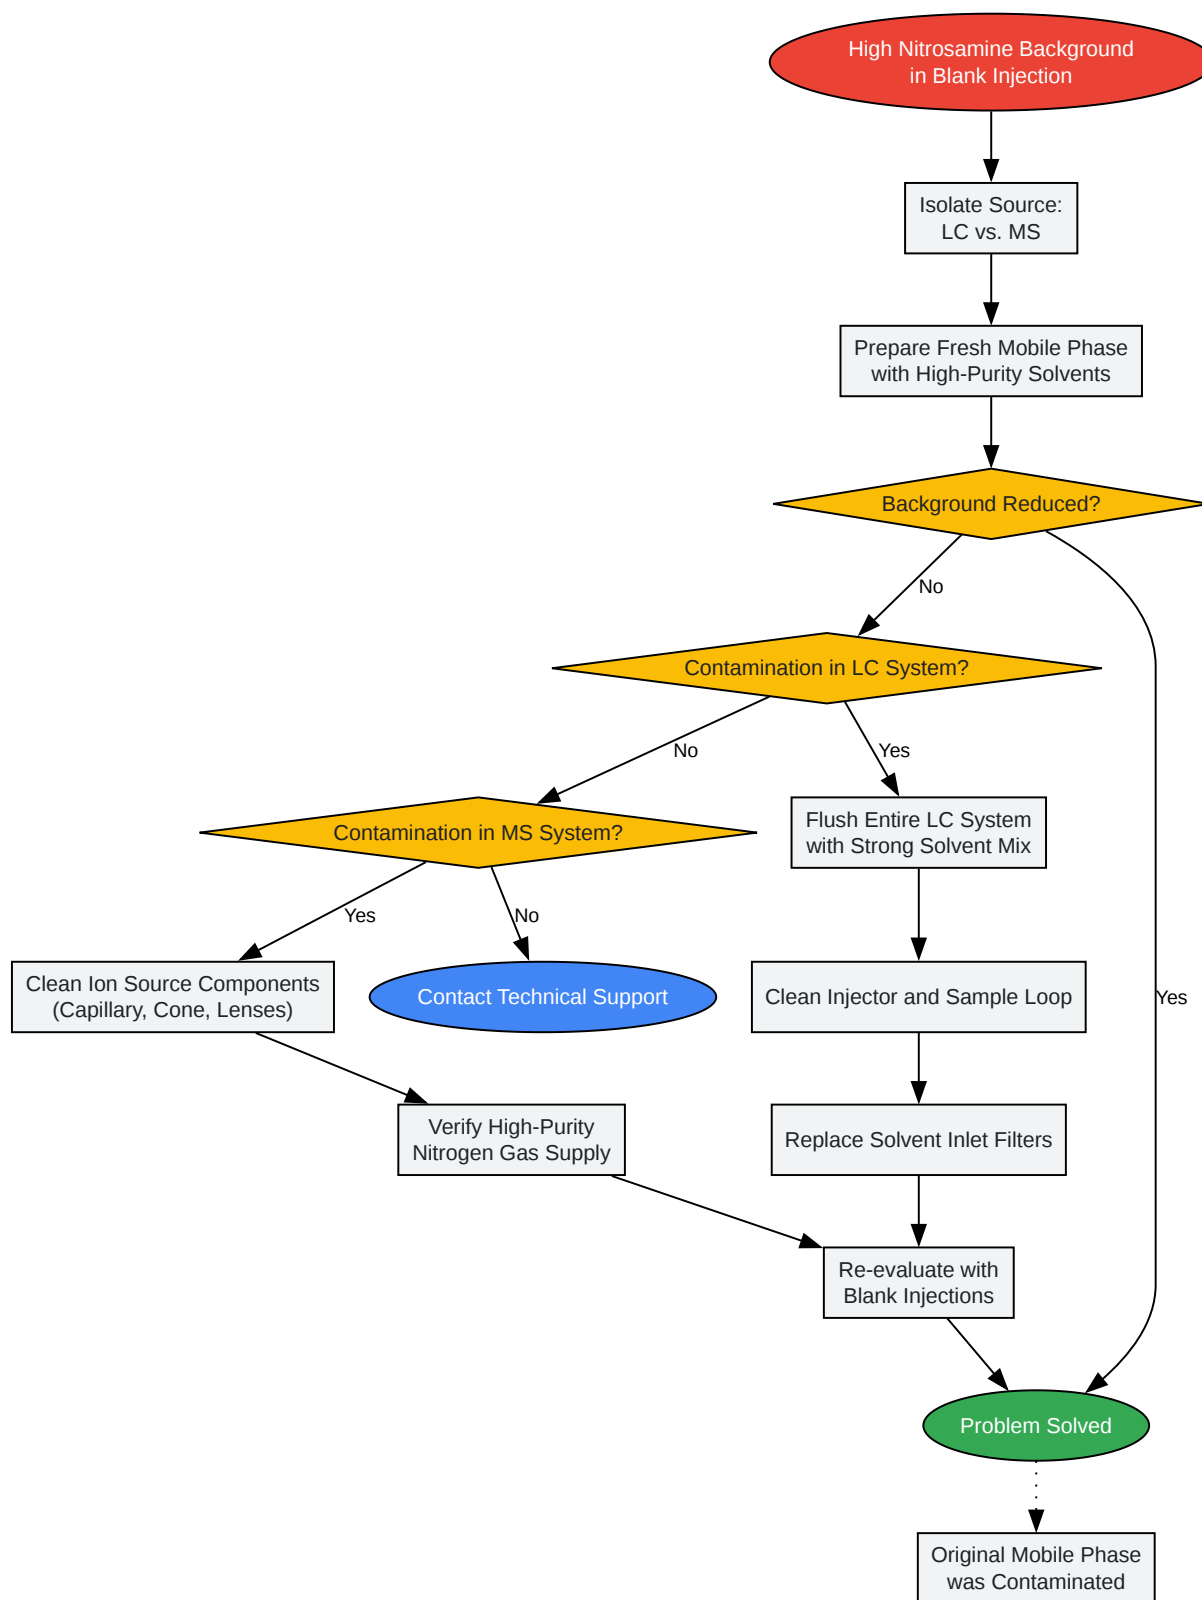 High Nitrosamine Background
in Blank Injection
Isolate Source:
LC vs. MS
Prepare Fresh Mobile Phase
with High-Purity Solvents
Background Reduced?
No
Contamination in LC System?
No
Yes
Contamination in MS System?
Flush Entire LC System
with Strong Solvent Mix
Yes
No
Clean Ion Source Components
(Capillary, Cone, Lenses)
Contact Technical Support
Clean Injector and Sample Loop
Yes
Verify High-Purity
Nitrogen Gas Supply
Replace Solvent Inlet Filters
Re-evaluate with
Blank Injections
Problem Solved
Original Mobile Phase
was Contaminated